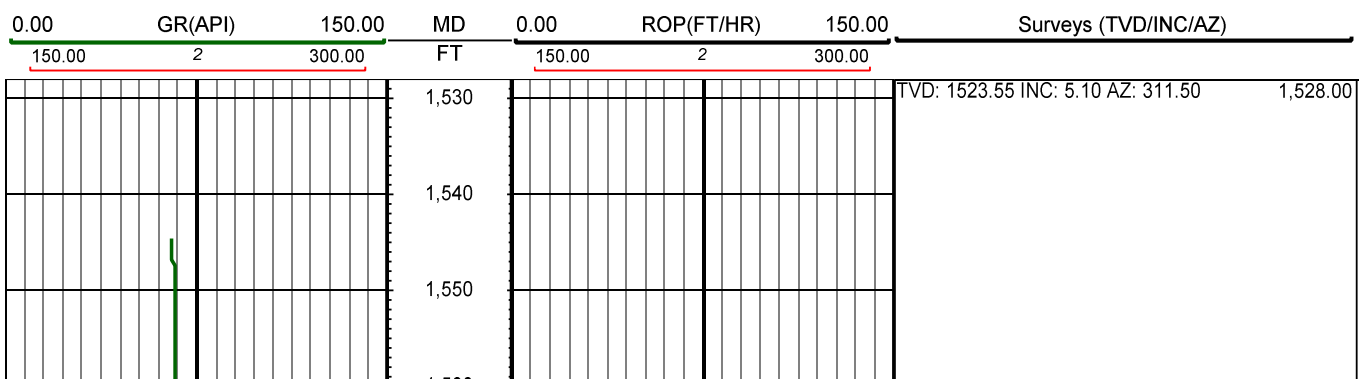 0.00 GR(API) 150.00 MD 0.00 ROP(FT/HR) 150.00 Surveys (TVD/INC/AZ)
150.00 2 300.00 FT 150.00 2 300.00
TVD: 1523.55 INC: 5.10 AZ: 311.50 1,528.00
1,530
1,540
1,550